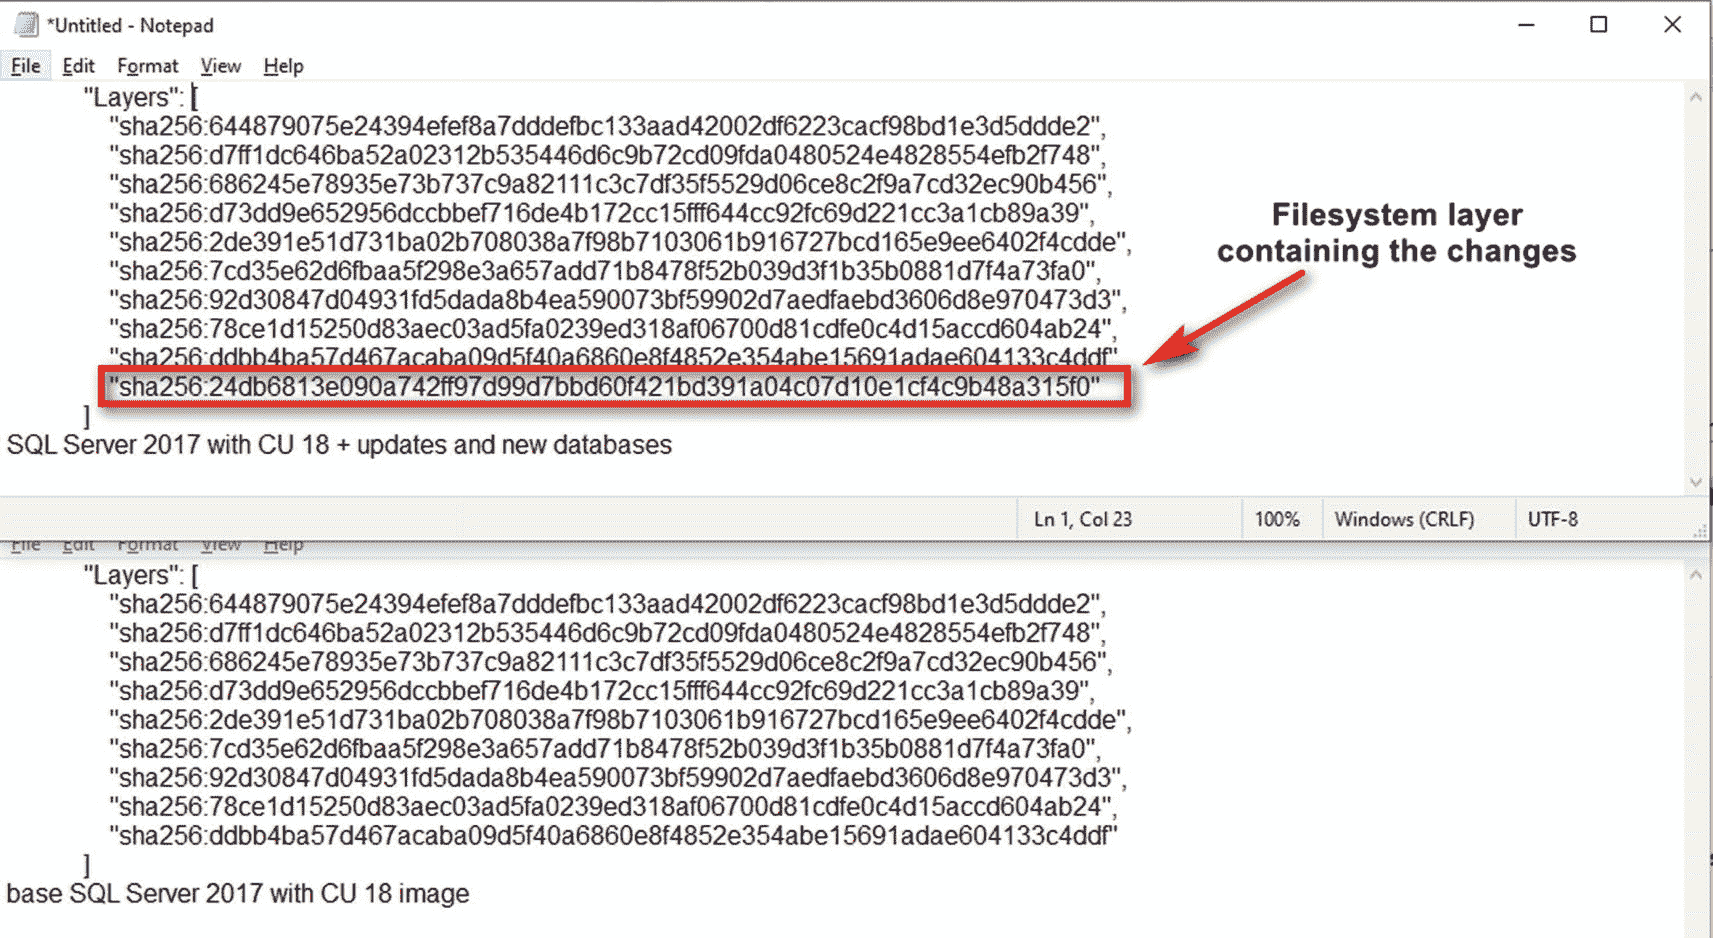 *Untitled - Notepad
File Edit Format View Help
"Layers": [
"sha256:644879075e24394efef8a7dddefbc133aad42002df6223cacf98bd1e3d5ddde2",
"sha256:d7ff1dc646ba52a02312b535446d6c9b72cd09fda0480524e4828554efb2f748",
"sha256:686245e78935e73b737c9a82111c3c7df35f5529d06ce8c2f9a7cd32ec90b456",
"sha256:d73dd9e652956dccbbef716de4b172cc15fff644cc92fc69d221cc3a1cb89a39",
"sha256:2de391e51d731ba02b708038a7f98b7103061b916727bcd165e9ee6402f4cdde",
"sha256:7cd35e62d6fbaa5f298e3a657add71b8478f52b039d3f1b35b0881d7f4a73fa0",
"sha256:92d30847d04931fd5dada8b4ea590073bf59902d7aedfaebd3606d8e970473d3",
"sha256:78ce1d15250d83aec03ad5fa0239ed318af06700d81cdfe0c4d15accd604ab24",
"sha256:ddbb4ba57d467acaba09d5f40a6860e8f4852e354abe15691adae604133c4ddf"
"sha256:24db6813e090a742ff97d99d7bbd60f421bd391a04c07d10e1cf4c9b48a315f0"
]
SQL Server 2017 with CU 18 + updates and new databases
Filesystem layer
containing the changes
Ln 1, Col 23 100% Windows (CRLF) UTF-8
File Edit Format View Help
"Layers": [
"sha256:644879075e24394efef8a7dddefbc133aad42002df6223cacf98bd1e3d5ddde2",
"sha256:d7ff1dc646ba52a02312b535446d6c9b72cd09fda0480524e4828554efb2f748",
"sha256:686245e78935e73b737c9a82111c3c7df35f5529d06ce8c2f9a7cd32ec90b456",
"sha256:d73dd9e652956dccbbef716de4b172cc15fff644cc92fc69d221cc3a1cb89a39",
"sha256:2de391e51d731ba02b708038a7f98b7103061b916727bcd165e9ee6402f4cdde",
"sha256:7cd35e62d6fbaa5f298e3a657add71b8478f52b039d3f1b35b0881d7f4a73fa0",
"sha256:92d30847d04931fd5dada8b4ea590073bf59902d7aedfaebd3606d8e970473d3",
"sha256:78ce1d15250d83aec03ad5fa0239ed318af06700d81cdfe0c4d15accd604ab24",
"sha256:ddbb4ba57d467acaba09d5f40a6860e8f4852e354abe15691adae604133c4ddf"
]
base SQL Server 2017 with CU 18 image